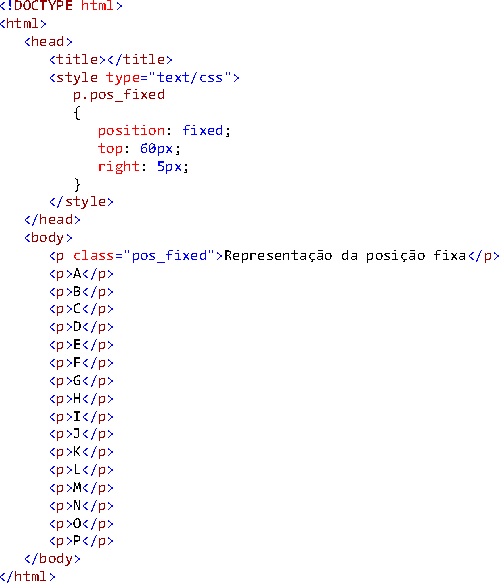 <!DOCTYPE html>
<html>
<head>
<title></title>
<style type="text/css">
p.pos_fixed
{
position: fixed;
top: 60px;
right: 5px;
}
</style>
</head>
<body>
<p class="pos_fixed">Representação da posição fixa</p>
<p>A</p>
<p>B</p>
<p>C</p>
<p>D</p>
<p>E</p>
<p>F</p>
<p>G</p>
<p>H</p>
<p>I</p>
<p>J</p>
<p>K</p>
<p>L</p>
<p>M</p>
<p>N</p>
<p>O</p>
<p>P</p>
</body>
</html>